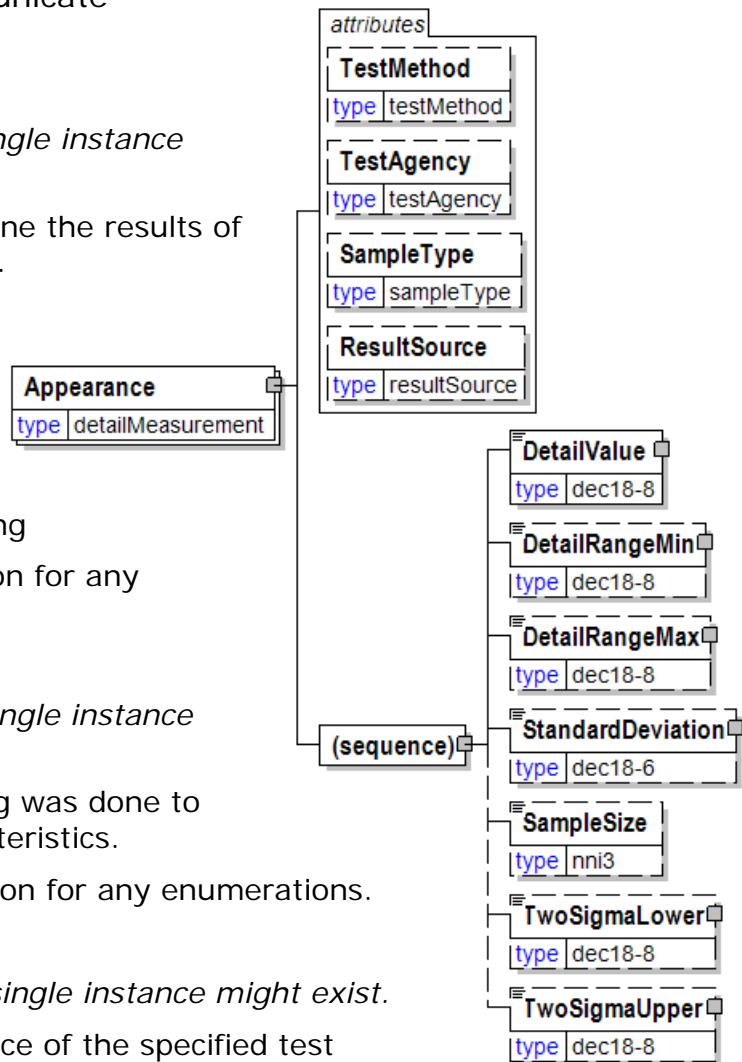 attributes
TestMethod
type testMethod
ngle instance
TestAgency
type testAgency
ne the results of
.
SampleType
type sampleType
ResultSource
type resultSource
Appearance
type detailMeasurement
DetailValue
type dec18-8
ng
on for any
DetailRangeMin
type dec18-8
DetailRangeMax
type dec18-8
ngle instance
(sequence)
StandardDeviation
type dec18-6
g was done to
teristics.
SampleSize
type nni3
on for any enumerations.
TwoSigmaLower
type dec18-8
single instance might exist.
TwoSigmaUpper
ce of the specified test
type dec18-8